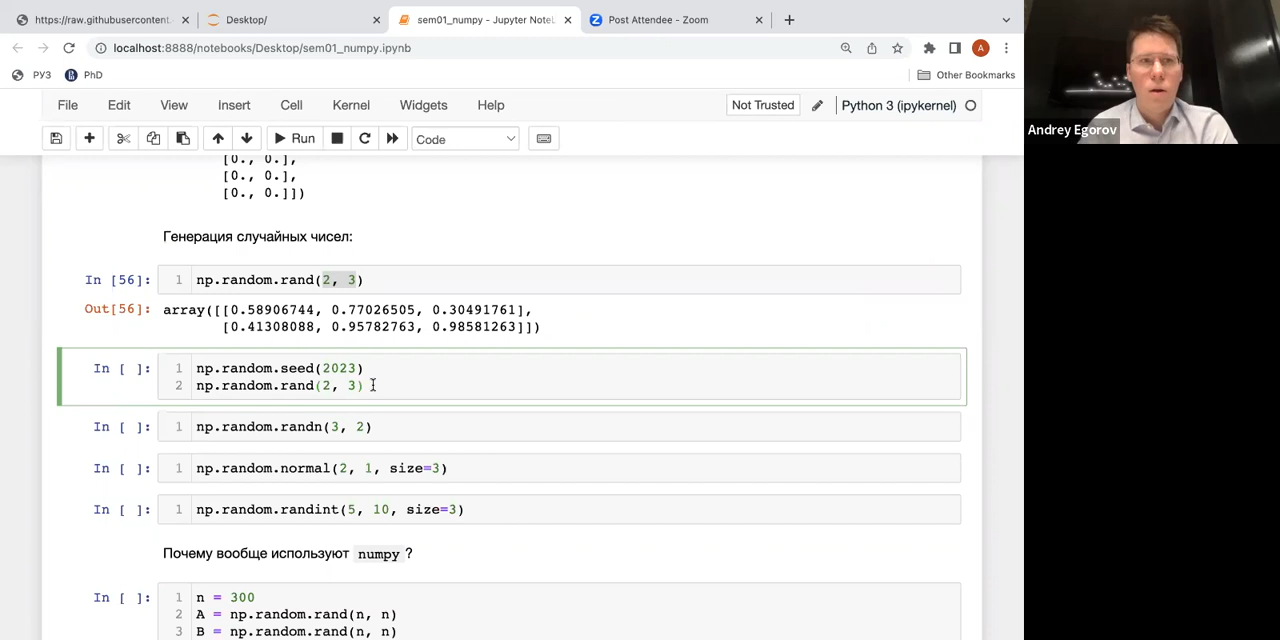 https://raw.githubusercontent.
Desktop/
sem01_numpy - Jupyter NoteL
Post Attendee - Zoom
localhost:8888/notebooks/Desktop/sem01_numpy.ipynb
A
РУЗ
PhD
Other Bookmarks
File Edit View Insert Cell Kernel Widgets Help
Not Trusted
Python 3 (ipykernel)
Run
Code
Andrey Egorov
[0., 0.],
[0., 0.],
[0., 0.]])
Генерация случайных чисел:
In [56]: 1 np.random.rand(2, 3)
Out[56]: array([[0.58906744, 0.77026505, 0.30491761],
[0.41308088, 0.95782763, 0.98581263]])
In [ ]: 1 np.random.seed(2023)
2 np.random.rand(2, 3)
In [ ]: 1 np.random.randn(3, 2)
In [ ]: 1 np.random.normal(2, 1, size=3)
In [ ]: 1 np.random.randint(5, 10, size=3)
Почему вообще используют numpy ?
In [ ]: 1 n = 300
2 A = np.random.rand(n, n)
3 B = np.random.rand(n, n)